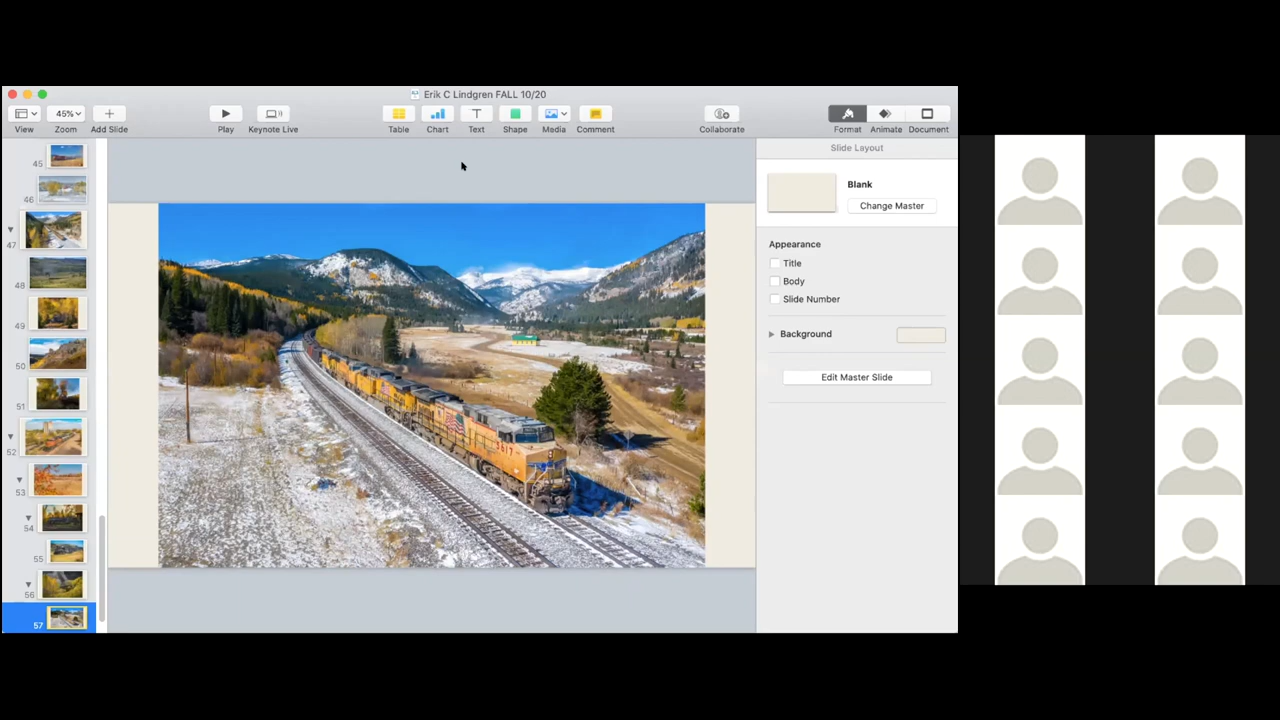 Erik C Lindgren FALL 10/20
45%
View
Zoom
Add Slide
Play
Keynote Live
Table
Chart
Text
Shape
Media
Comment
Collaborate
Format
Animate
Document
Slide Layout
Blank
Change Master
Appearance
Title
Body
Slide Number
Background
Edit Master Slide
45
46
47
48
49
50
51
52
53
54
55
56
57